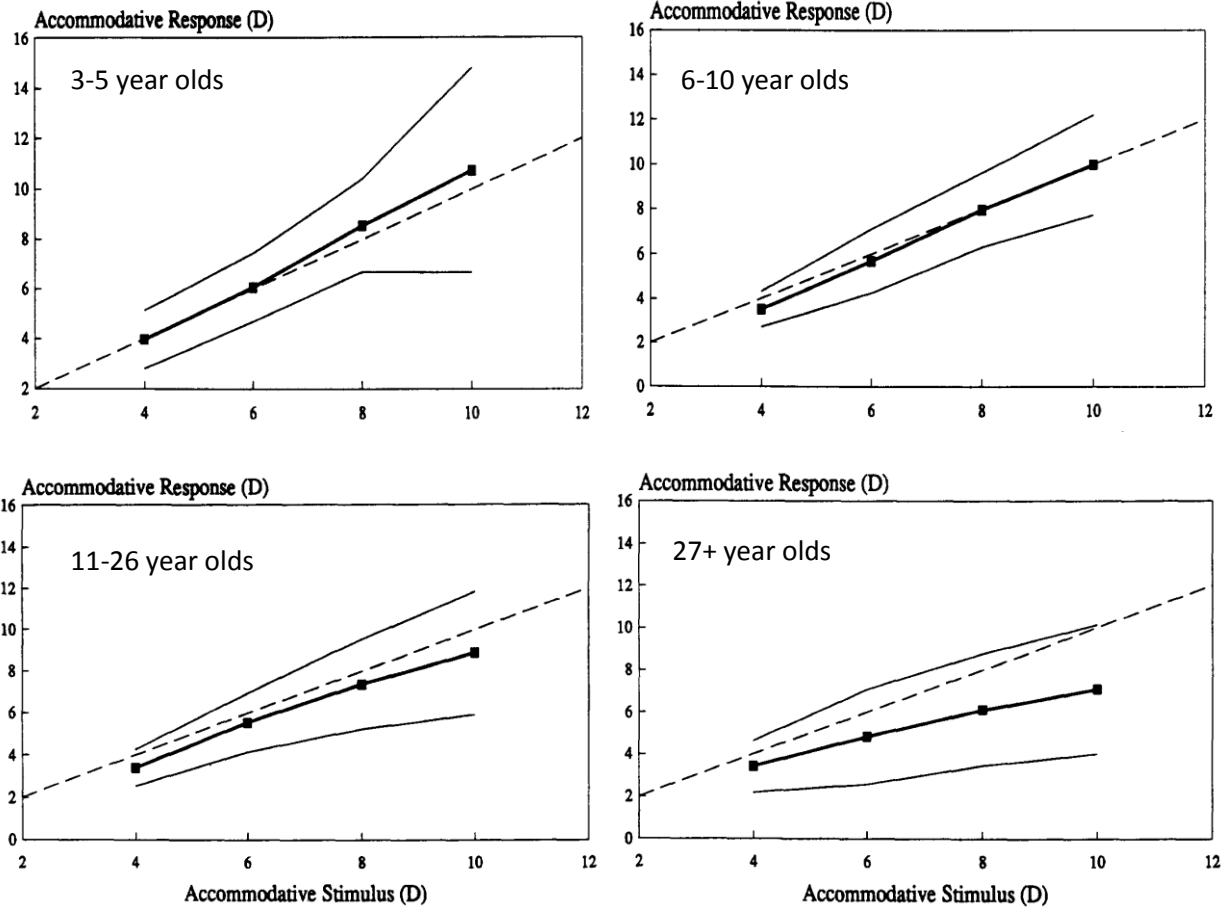 Accommodative Response (D)
16
3-5 year olds
14
12
10
8
6
4
2
2 4 6 8 10 12
Accommodative Response (D)
16
6-10 year olds
14
12
10
8
6
4
2
0
2 4 6 8 10 12
Accommodative Response (D)
16
11-26 year olds
14
12
10
8
6
4
2
0
2 4 6 8 10 12
Accommodative Stimulus (D)
Accommodative Response (D)
16
27+ year olds
14
12
10
8
6
4
2
0
2 4 6 8 10 12
Accommodative Stimulus (D)